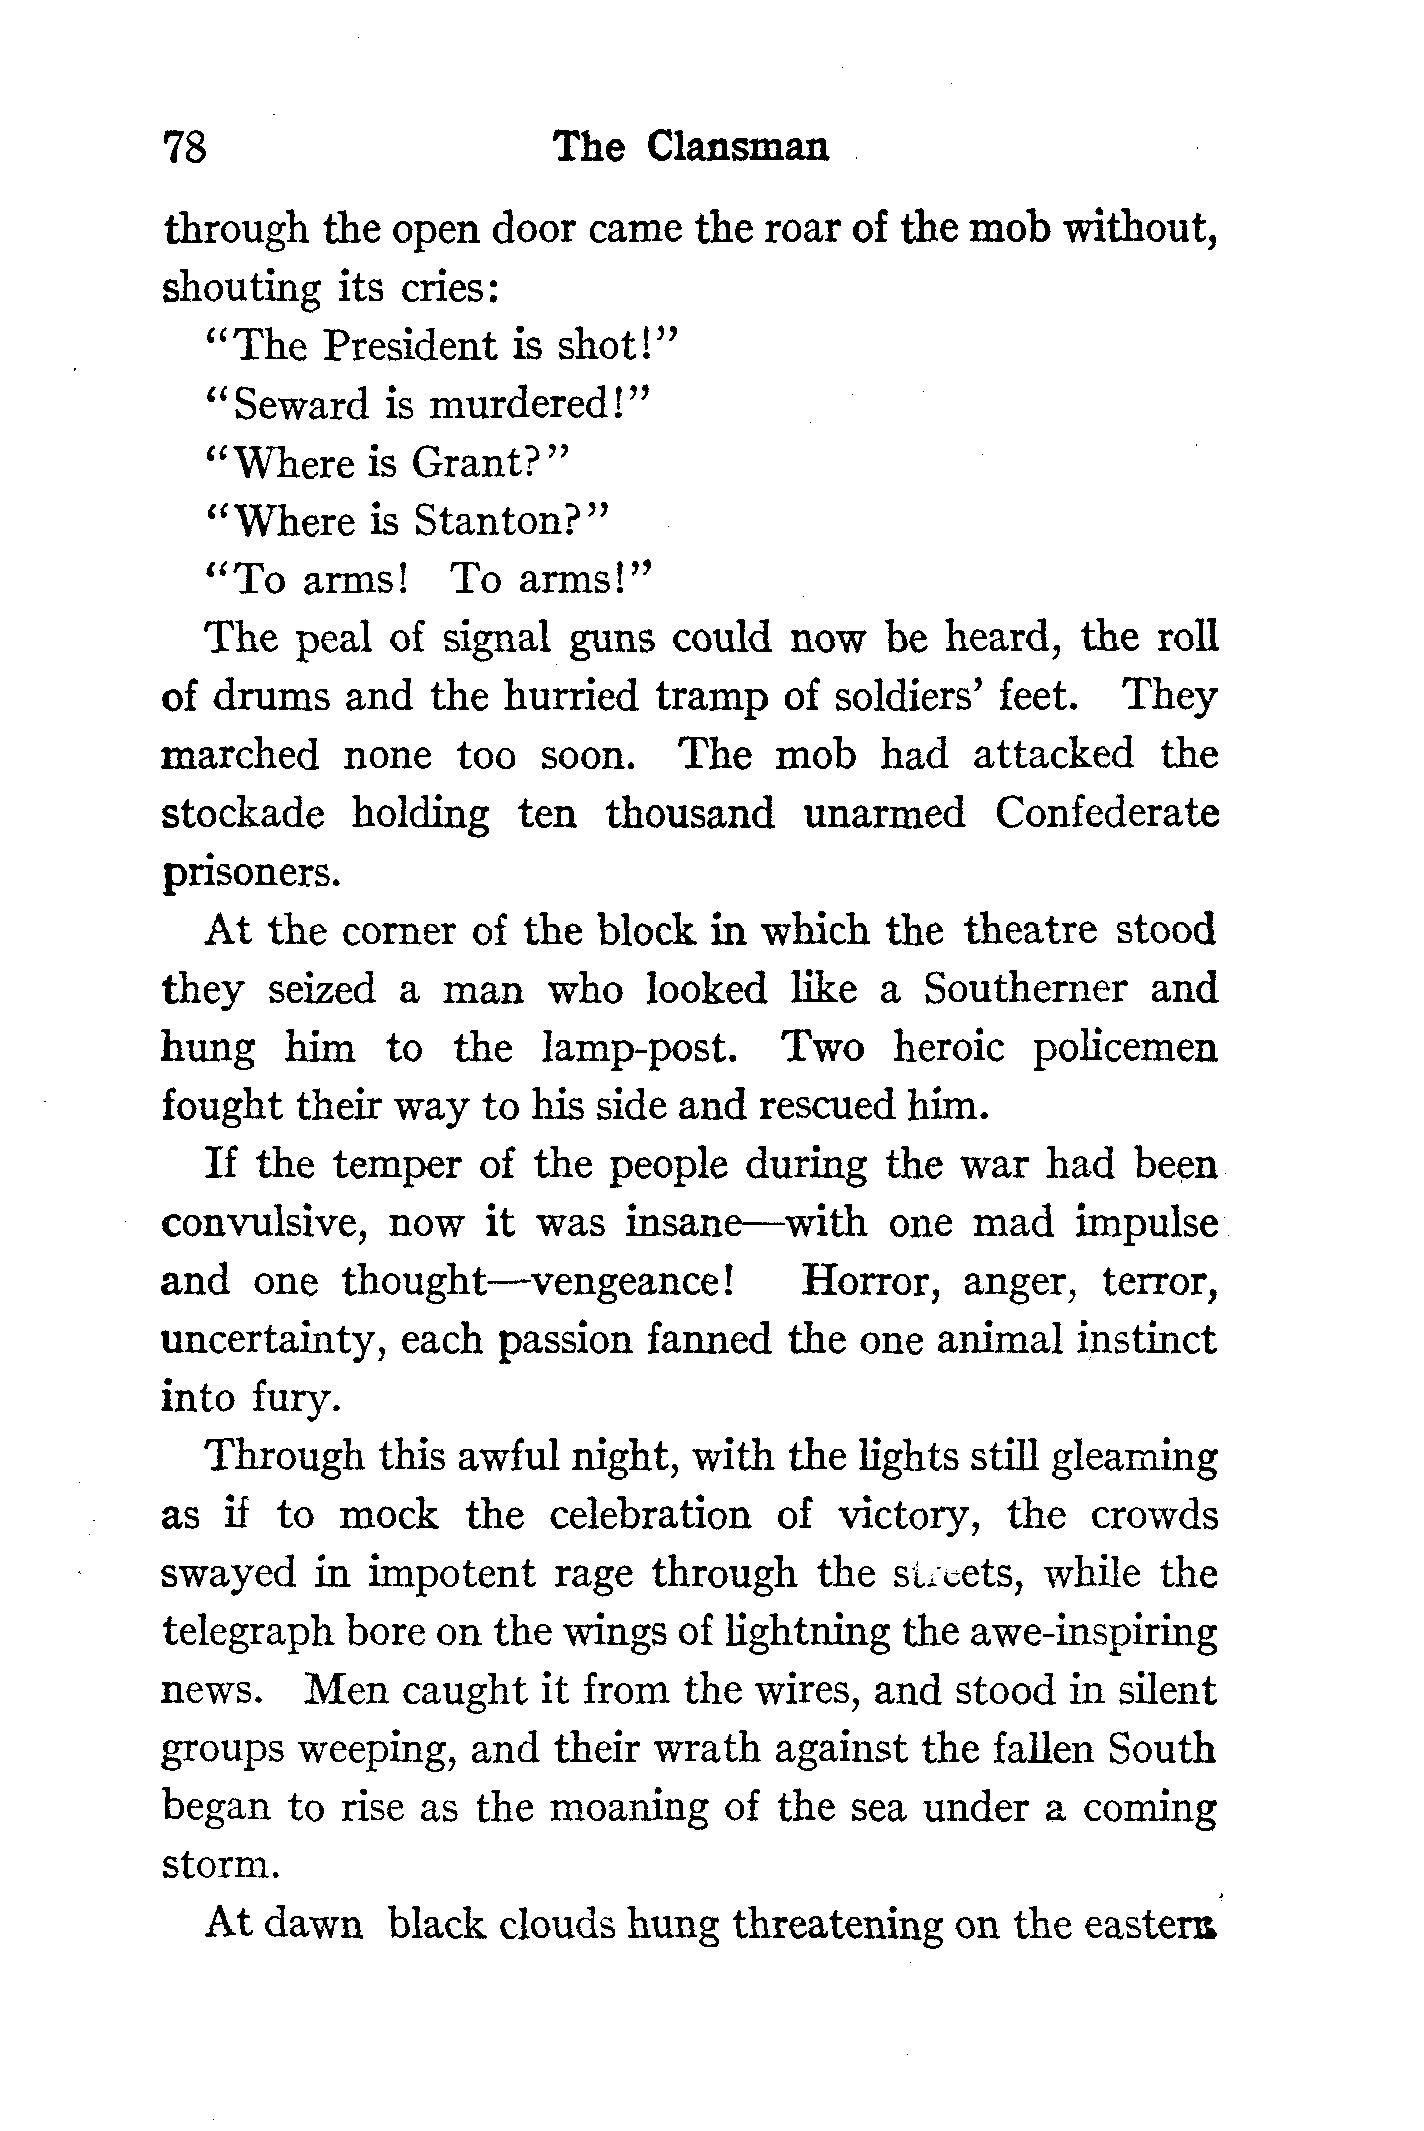 78 The Clansman
through the open door came the roar of the mob without,
shouting its cries:
"The President is shot!"
"Seward is murdered!"
"Where is Grant?"
"Where is Stanton?"
"To arms! To arms!"
The peal of signal guns could now be heard, the roll
of drums and the hurried tramp of soldiers' feet. They
marched none too soon. The mob had attacked the
stockade holding ten thousand unarmed Confederate
prisoners.
At the corner of the block in which the theatre stood
they seized a man who looked like a Southerner and
hung him to the lamp-post. Two heroic policemen
fought their way to his side and rescued him.
If the temper of the people during the war had been
convulsive, now it was insane—with one mad impulse
and one thought—vengeance! Horror, anger, terror,
uncertainty, each passion fanned the one animal instinct
into fury.
Through this awful night, with the lights still gleaming
as if to mock the celebration of victory, the crowds
swayed in impotent rage through the streets, while the
telegraph bore on the wings of lightning the awe-inspiring
news. Men caught it from the wires, and stood in silent
groups weeping, and their wrath against the fallen South
began to rise as the moaning of the sea under a coming
storm.
At dawn black clouds hung threatening on the eastern